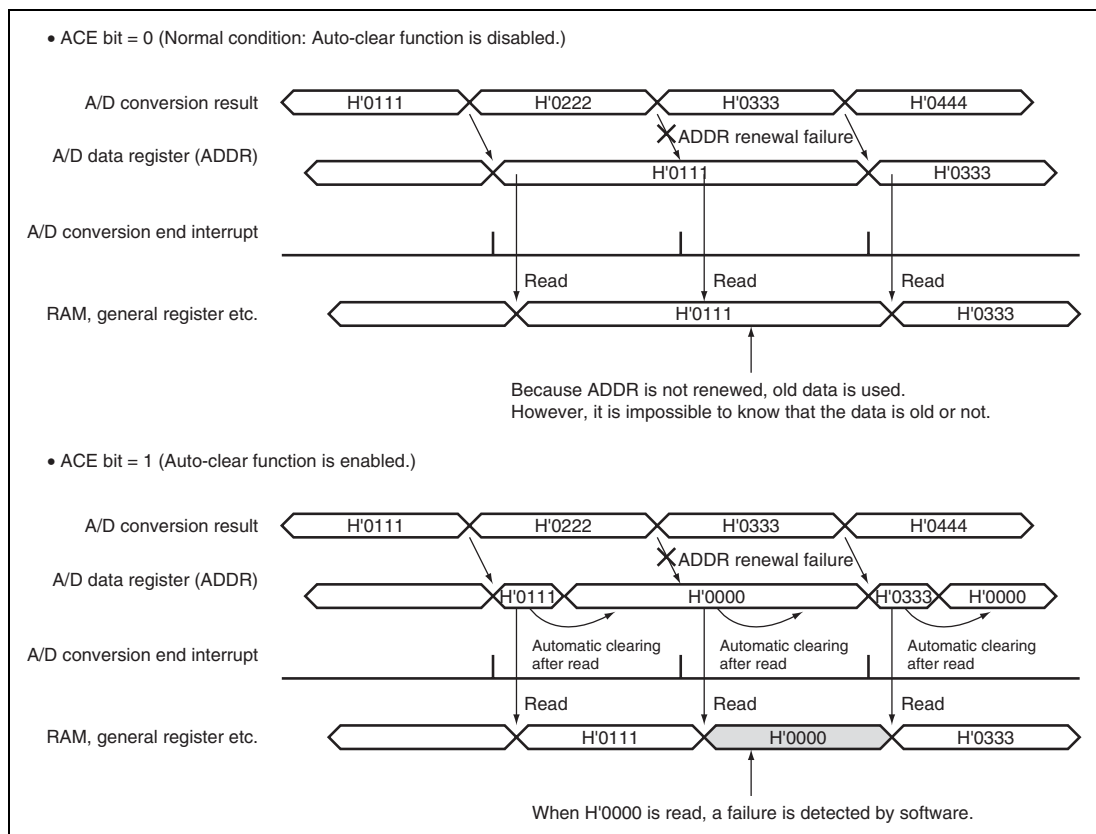 • ACE bit = 0 (Normal condition: Auto-clear function is disabled.)
A/D conversion result
H'0111
H'0222
H'0333
H'0444
ADDR renewal failure
A/D data register (ADDR)
H'0111
H'0333
A/D conversion end interrupt
Read
Read
Read
RAM, general register etc.
H'0111
H'0333
Because ADDR is not renewed, old data is used.
However, it is impossible to know that the data is old or not.
• ACE bit = 1 (Auto-clear function is enabled.)
A/D conversion result
H'0111
H'0222
H'0333
H'0444
ADDR renewal failure
A/D data register (ADDR)
H'0111
H'0000
H'0333
H'0000
Automatic clearing
after read
Automatic clearing
after read
Automatic clearing
after read
A/D conversion end interrupt
Read
Read
Read
RAM, general register etc.
H'0111
H'0000
H'0333
When H'0000 is read, a failure is detected by software.